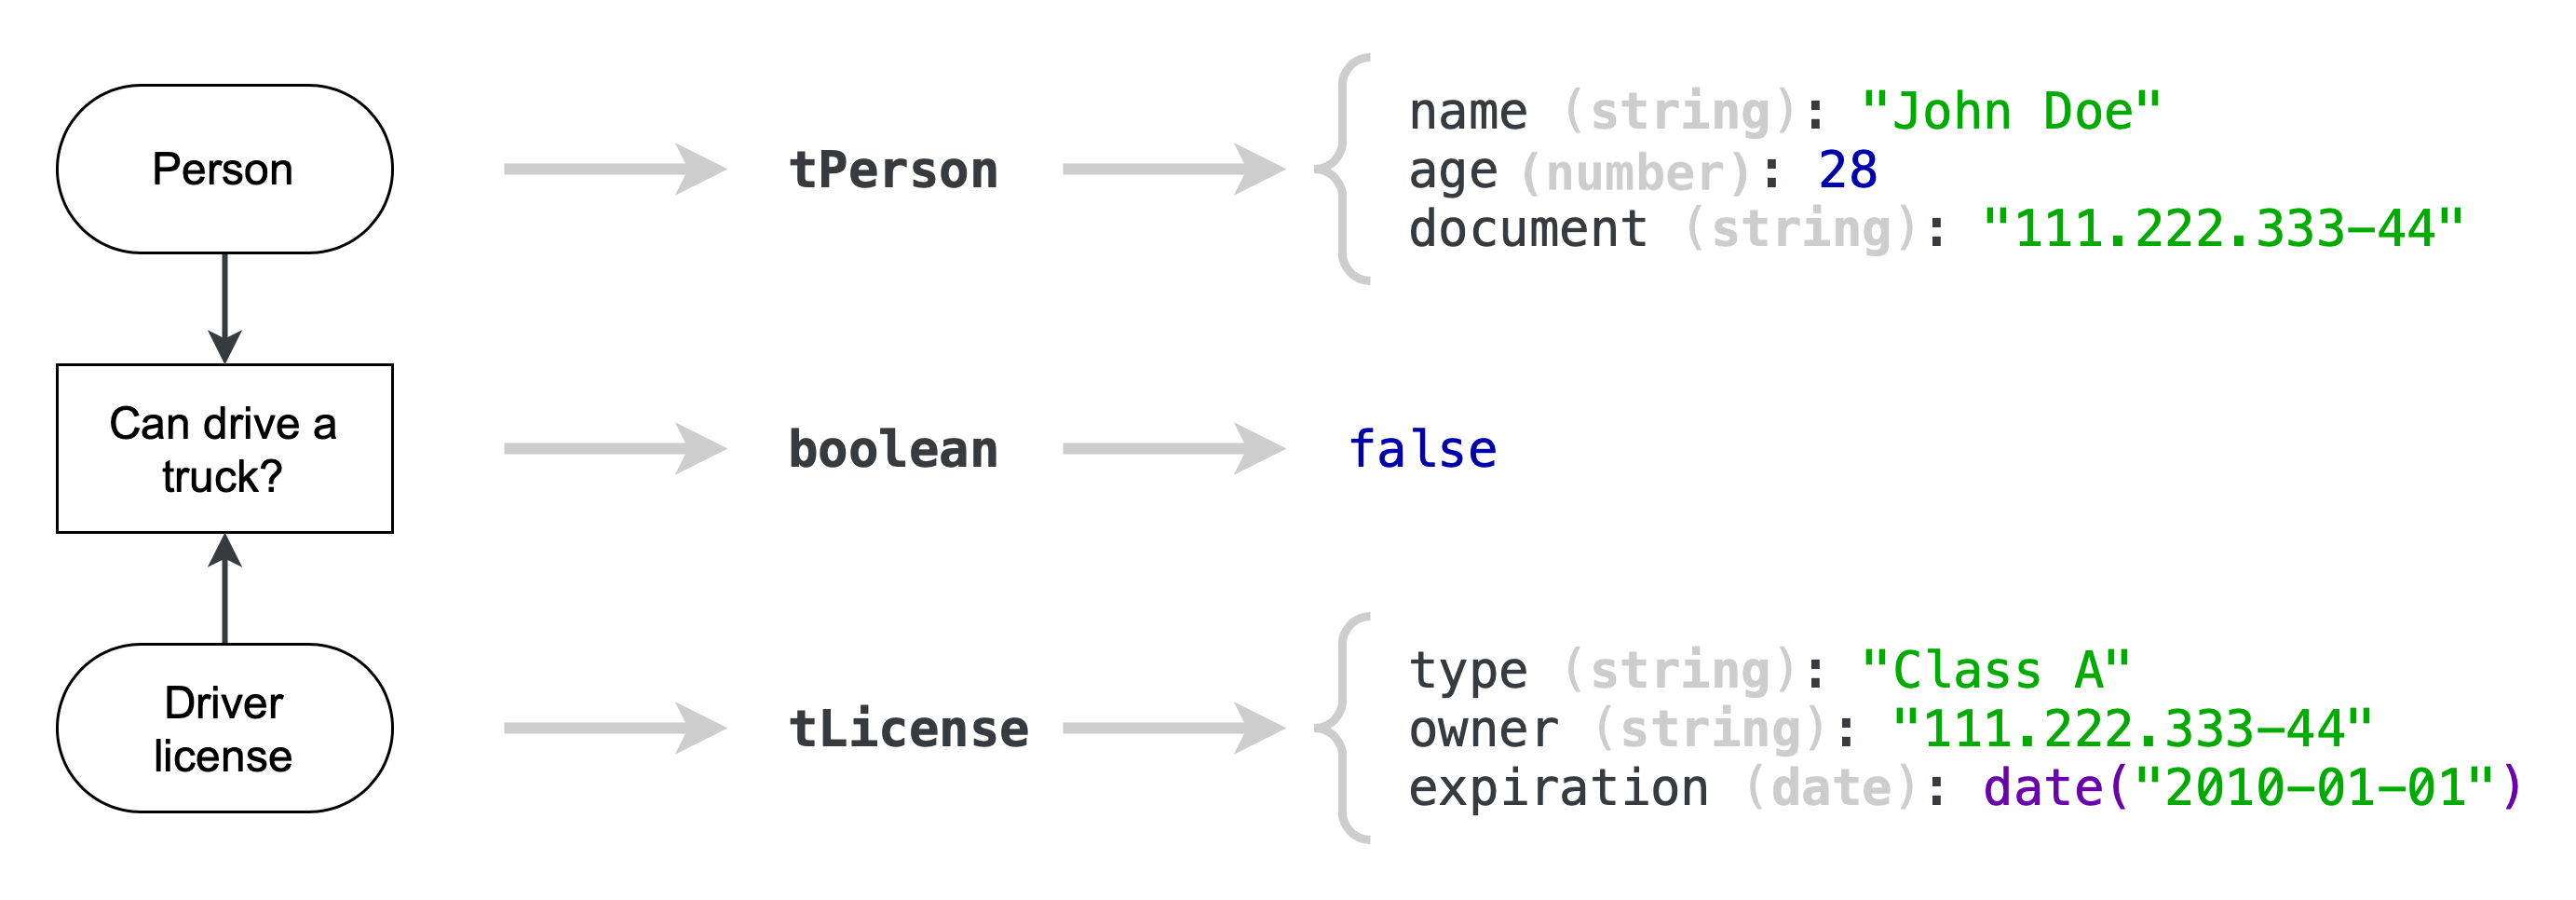 Person
tPerson
name (string): "John Doe"
age (number): 28
document (string): "111.222.333-44"
Can drive a
truck?
boolean
false
Driver
license
tLicense
type (string): "Class A"
owner (string): "111.222.333-44"
expiration (date): date("2010-01-01")